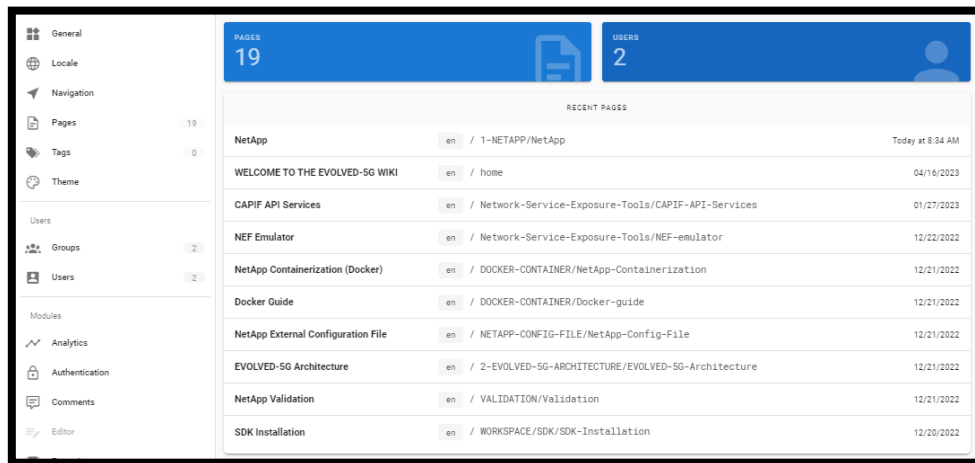 General
Locale
Navigation
Pages 19
Tags 0
Theme
Users
Groups 2
Users 2
Modules
Analytics
Authentication
Comments
Editor
PAGES
19
USERS
2
RECENT PAGES
NetApp en / 1-NETAPP/NetApp Today at 8:34 AM
WELCOME TO THE EVOLVED-5G WIKI en / home 04/16/2023
CAPIF API Services en / Network-Service-Exposure-Tools/CAPIF-API-Services 01/27/2023
NEF Emulator en / Network-Service-Exposure-Tools/NEF-emulator 12/22/2022
NetApp Containerization (Docker) en / DOCKER-CONTAINER/NetApp-Containerization 12/21/2022
Docker Guide en / DOCKER-CONTAINER/Docker-guide 12/21/2022
NetApp External Configuration File en / NETAPP-CONFIG-FILE/NetApp-Config-File 12/21/2022
EVOLVED-5G Architecture en / 2-EVOLVED-5G-ARCHITECTURE/EVOLVED-5G-Architecture 12/21/2022
NetApp Validation en / VALIDATION/Validation 12/21/2022
SDK Installation en / WORKSPACE/SDK/SDK-Installation 12/20/2022